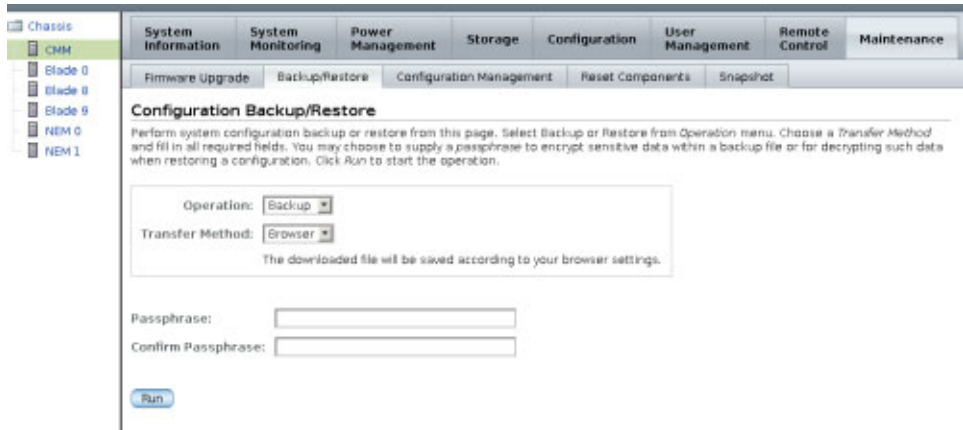 Chassis
CMM
Blade 0
Blade 8
Blade 9
NEM 0
NEM 1
System Information
System Monitoring
Power Management
Storage
Configuration
User Management
Remote Control
Maintenance
Firmware Upgrade
Backup/Restore
Configuration Management
Reset Components
Snapshot
Configuration Backup/Restore
Perform system configuration backup or restore from this page. Select Backup or Restore from Operation menu. Choose a Transfer Method
and fill in all required fields. You may choose to supply a passphrase to encrypt sensitive data within a backup file or for decrypting such data
when restoring a configuration. Click Run to start the operation.
Operation: Backup
Transfer Method: Browser
The downloaded file will be saved according to your browser settings.
Passphrase:
Confirm Passphrase:
Run